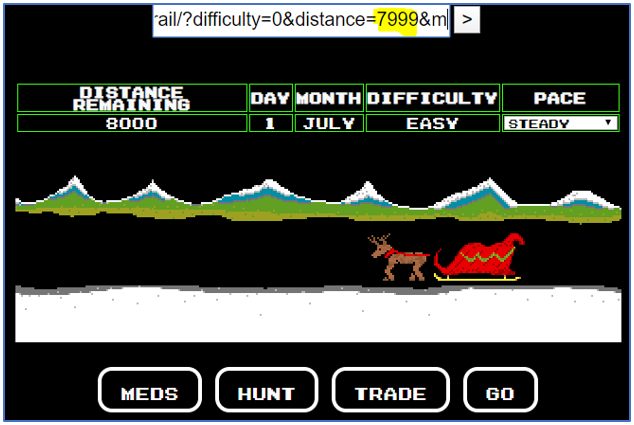 rail/?difficulty=0&distance=7999&m >
DISTANCE REMAINING DAY MONTH DIFFICULTY PACE
8000 1 JULY EASY STEADY
MEDS HUNT TRADE GO